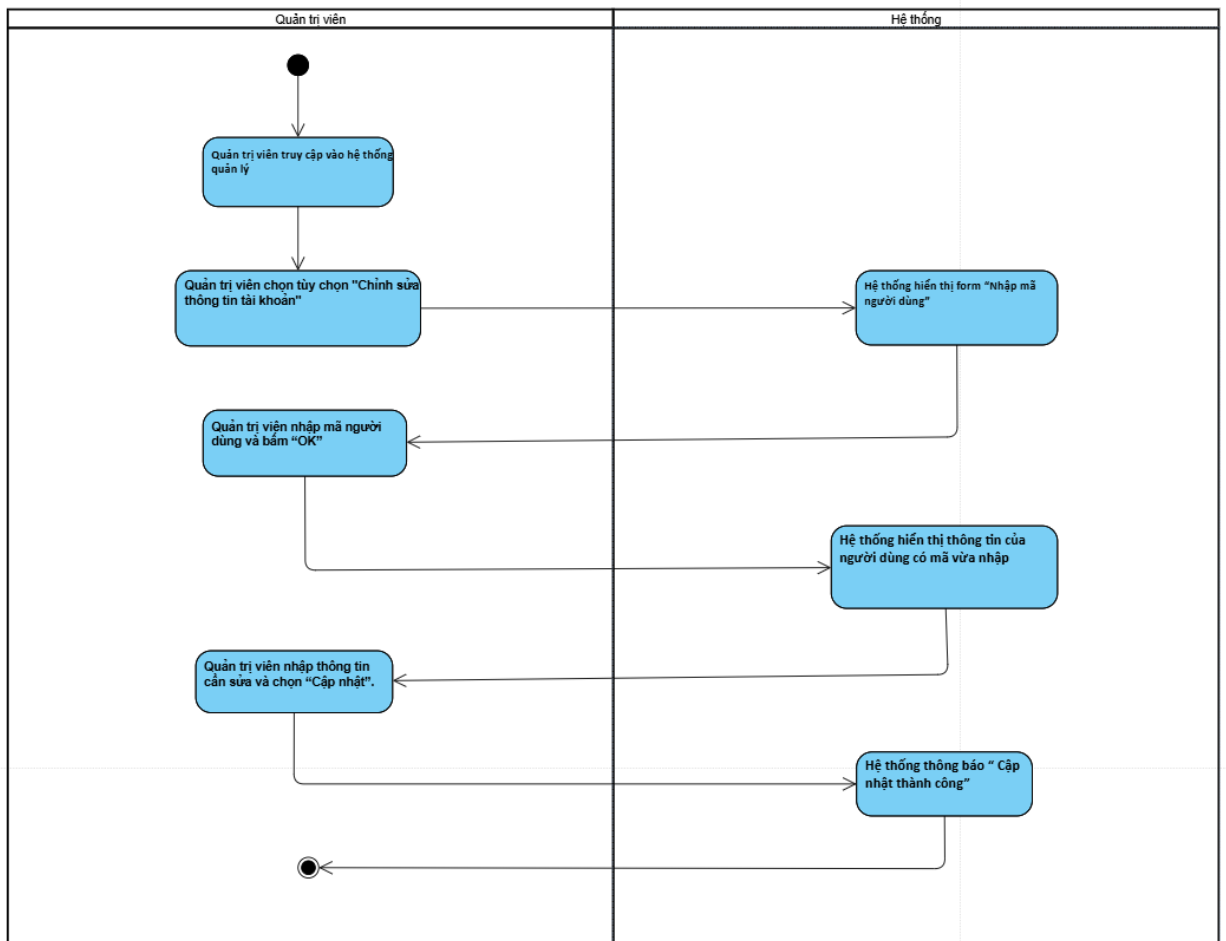 Quản trị viên
Hệ thống
Quản trị viên truy cập vào hệ thống
quản lý
Quản trị viên chọn tùy chọn "Chỉnh sửa
thông tin tài khoản"
Hệ thống hiển thị form “Nhập mã
người dùng”
Quản trị viên nhập mã người
dùng và bấm “OK”
Hệ thống hiển thị thông tin của
người dùng có mã vừa nhập
Quản trị viên nhập thông tin
cần sửa và chọn “Cập nhật”.
Hệ thống thông báo “ Cập
nhật thành công”